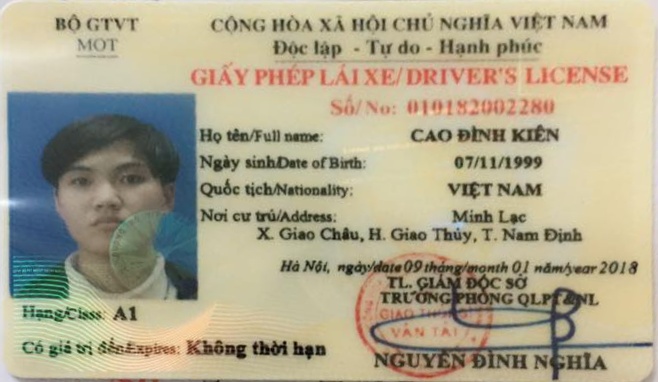 BỘ GTVT
MOT
CỘNG HÒA XÃ HỘI CHỦ NGHĨA VIỆT NAM
Độc lập - Tự do - Hạnh phúc
GIẤY PHÉP LÁI XE/DRIVER'S LICENSE
Số/No: 010182002280
Họ tên/Full name: CAO ĐÌNH KIÊN
Ngày sinh/Date of Birth: 07/11/1999
Quốc tịch/Nationality: VIỆT NAM
Nơi cư trú/Address: Minh Lạc
X. Giao Châu, H. Giao Thủy, T. Nam Định
Hà Nội, ngày/date 09 tháng/month 01 năm/year 2018
TL. GIÁM ĐỐC SỞ
TRƯỞNG PHÒNG QLPT&NL
GIAO THÔNG
VẬN TẢI
Hạng/Class: A1
Có giá trị đến/Expires: Không thời hạn
NGUYỄN ĐÌNH NGHĨA